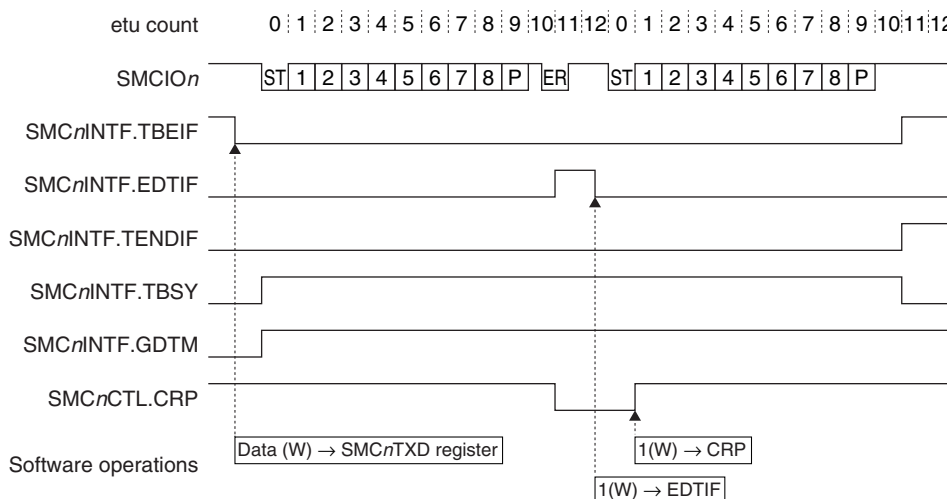 etu count 0 1 2 3 4 5 6 7 8 9 10 11 12 0 1 2 3 4 5 6 7 8 9 10 11 12
SMCIOn ST 1 2 3 4 5 6 7 8 P ER ST 1 2 3 4 5 6 7 8 P
SMCnINTF.TBEIF
SMCnINTF.EDTIF
SMCnINTF.TENDIF
SMCnINTF.TBSY
SMCnINTF.GDTM
SMCnCTL.CRP
Data (W) → SMCnTXD register 1(W) → CRP
Software operations
1(W) → EDTIF